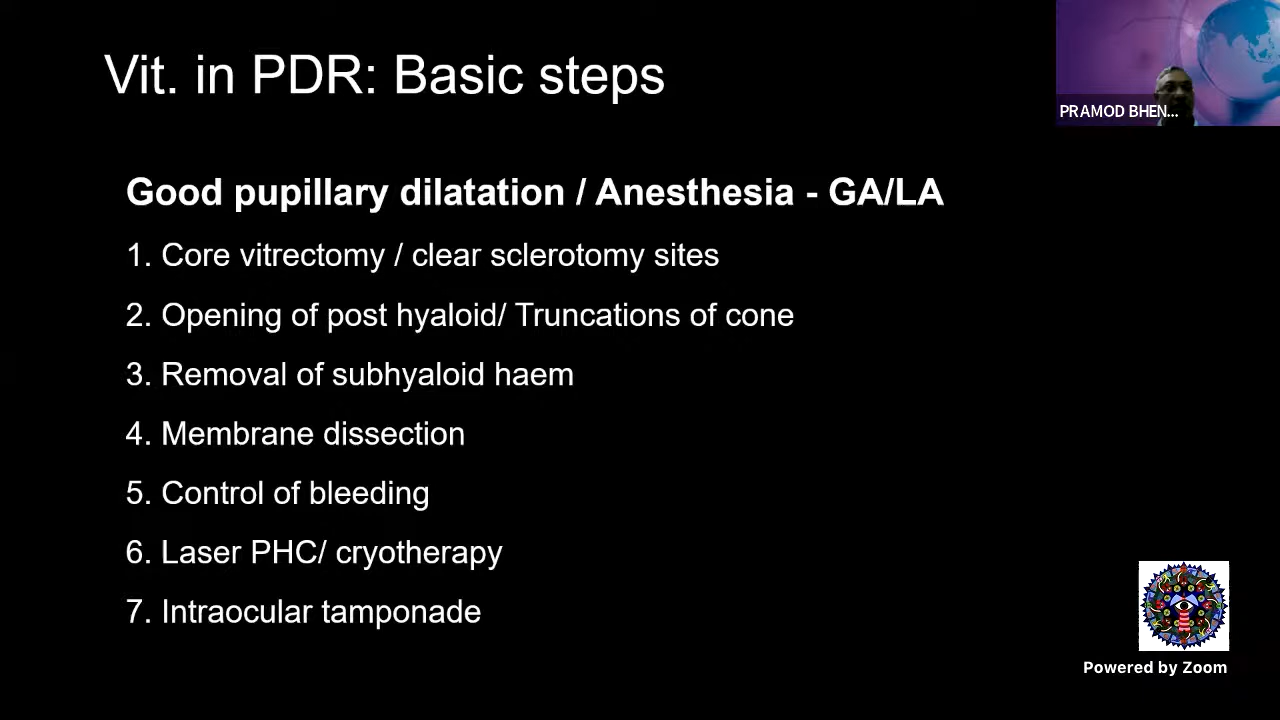 Vit. in PDR: Basic steps
PRAMOD BHEN...
Good pupillary dilatation / Anesthesia - GA/LA
1. Core vitrectomy / clear sclerotomy sites
2. Opening of post hyaloid/ Truncations of cone
3. Removal of subhyaloid haem
4. Membrane dissection
5. Control of bleeding
6. Laser PHC/ cryotherapy
7. Intraocular tamponade
Powered by Zoom